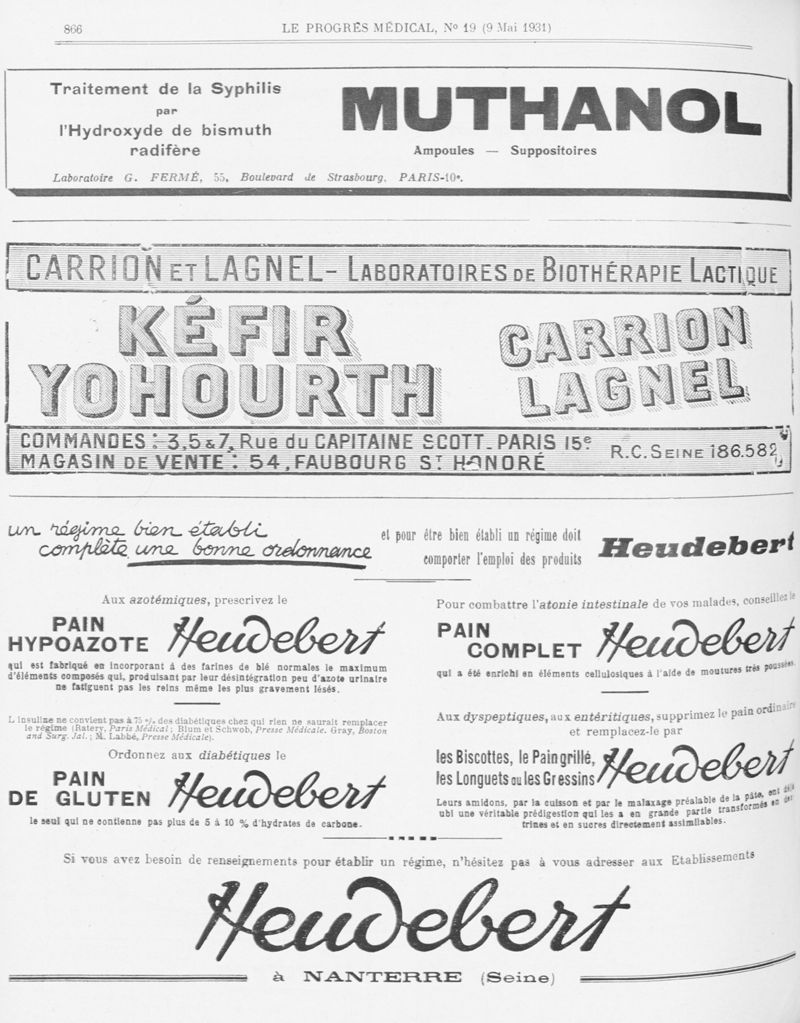 866
LE PROGRÈS MÉDICAL, No 19 (9 Mai 1931)
Traitement de la Syphilis
par
l'Hydroxyde de bismuth
radifère
MUTHANOL
Ampoules — Suppositoires
Laboratoire G. FERMÉ, 55, Boulevard de Strasbourg, PARIS-10e.
CARRION ET LAGNEL - LABORATOIRES DE BIOTHÉRAPIE LACTIQUE
KÉFIR
YOHOURTH
CARRION
LAGNEL
COMMANDES : 3,5 & 7, Rue du CAPITAINE SCOTT. PARIS 15e
MAGASIN DE VENTE : 54, FAUBOURG ST HONORÉ
R.C. SEINE 186.582
un régime bien établi
complète une bonne ordonnance
et pour être bien établi un régime doit
comporter l'emploi des produits
Heudebert
Aux azotémiques, prescrivez le
PAIN
HYPOAZOTE
Heudebert
qui est fabriqué en incorporant à des farines de blé normales le maximum
d'éléments composés qui, produisant par leur désintégration peu d'azote urinaire
ne fatiguent pas les reins même les plus gravement lésés.
L'insuline ne convient pas à 75 o/o des diabétiques chez qui rien ne saurait remplacer
le régime (Ratery, Paris Médical ; Blum et Schwob, Presse Médicale. Gray, Boston
and Surg. Jal. ; M. Labbé, Presse Médicale).
Ordonnez aux diabétiques le
PAIN
DE GLUTEN
Heudebert
le seul qui ne contienne pas plus de 5 à 10 % d'hydrates de carbone.
Pour combattre l'atonie intestinale de vos malades, conseillez le
PAIN
COMPLET
Heudebert
qui a été enrichi en éléments cellulosiques à l'aide de moutures très poussées.
Aux dyspeptiques, aux entéritiques, supprimez le pain ordinaire
et remplacez-le par
les Biscottes, le Pain grillé,
les Longuets ou les Gressins
Heudebert
Leurs amidons, par la cuisson et par le malaxage préalable de la pâte, ont déjà
ubi une véritable prédigestion qui les a en grande partie transformés en dex
trines et en sucres directement assimilables.
Si vous avez besoin de renseignements pour établir un régime, n'hésitez pas à vous adresser aux Etablissements
Heudebert
à NANTERRE (Seine)